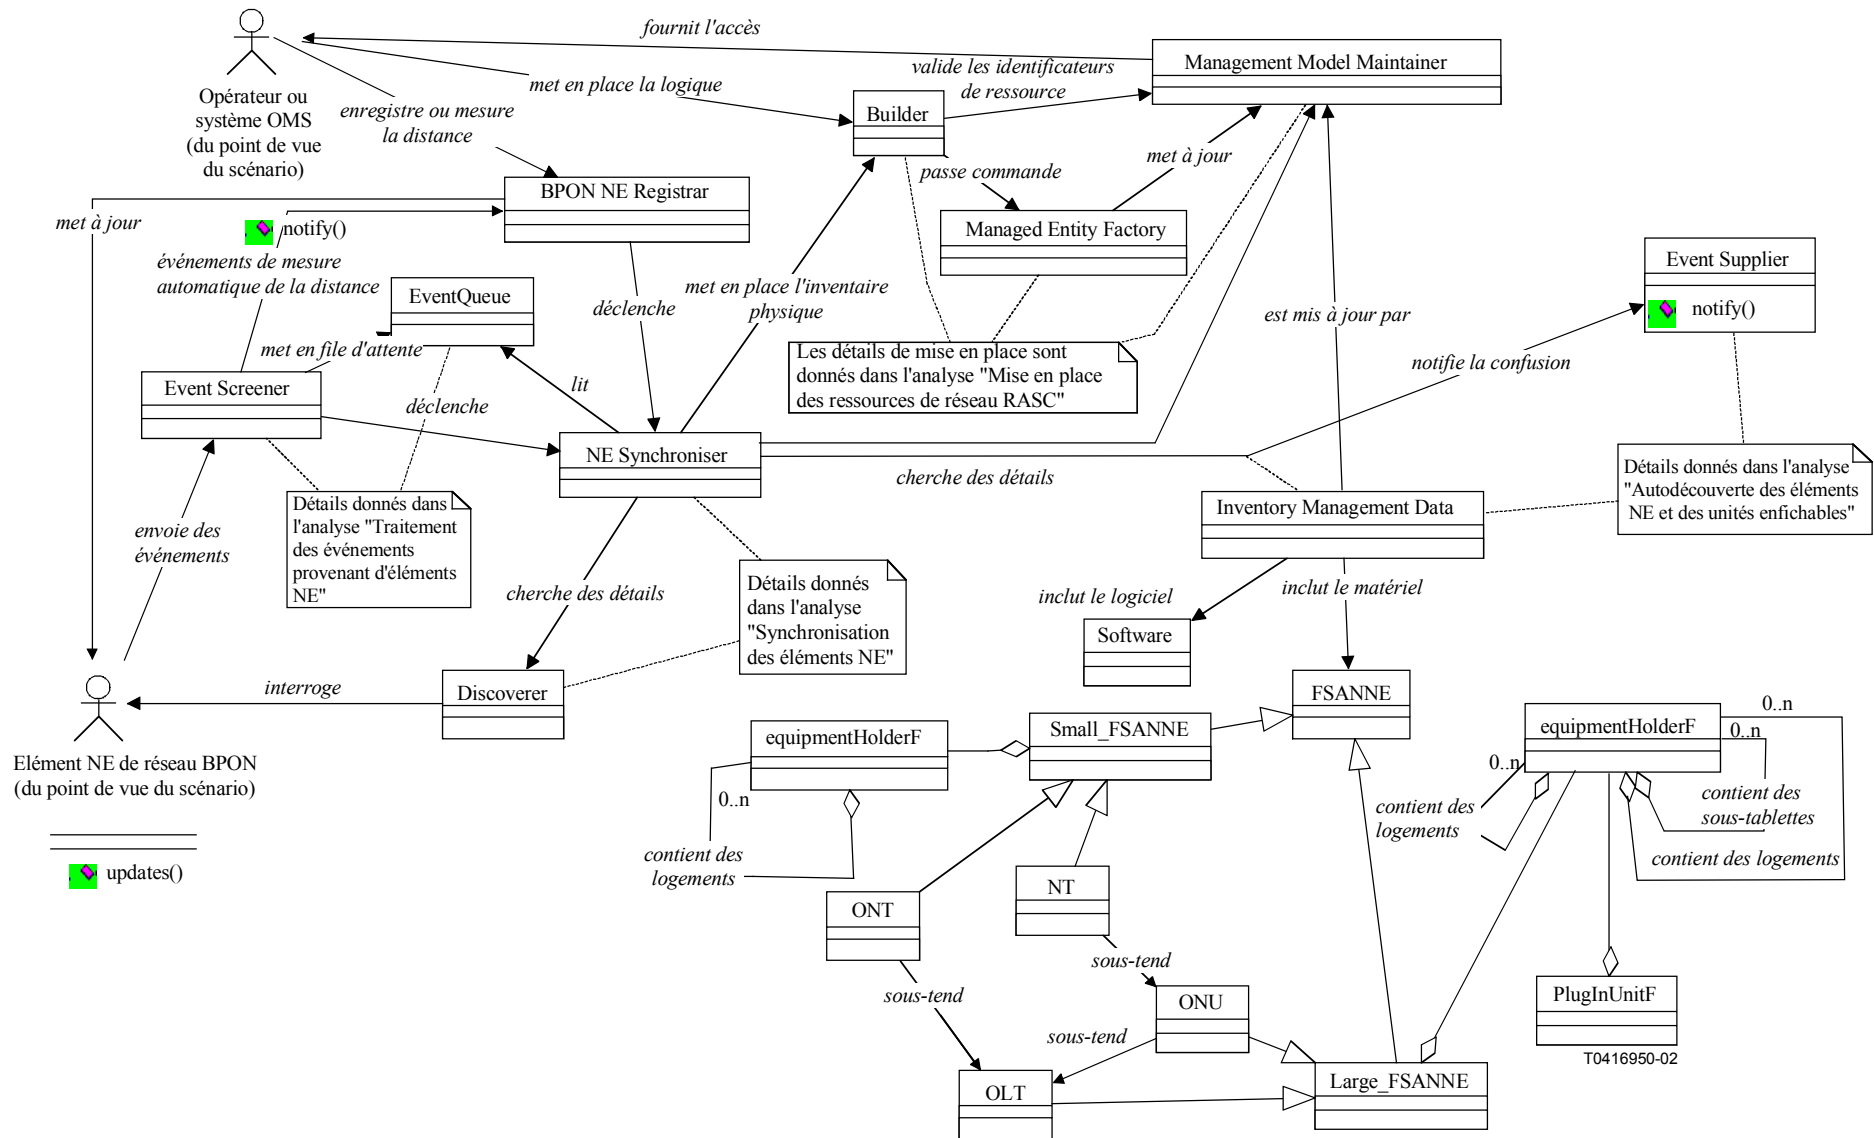 fournit l'accès
Opérateur ou
système OMS
(du point de vue
du scénario)
met en place la logique
enregistre ou mesure
la distance
valide les identificateurs
de ressource
Management Model Maintainer
Builder
passe commande
met à jour
Managed Entity Factory
BPON NE Registrar
met à jour
notify()
événements de mesure
automatique de la distance
EventQueue
déclenche
met en place l'inventaire
physique
est mis à jour par
Event Supplier
notify()
met en file d'attente
Event Screener
déclenche
lit
Les détails de mise en place sont
donnés dans l'analyse "Mise en place
des ressources de réseau RASC"
notifie la confusion
NE Synchroniser
cherche des détails
Détails donnés dans l'analyse
"Autodécouverte des éléments
NE et des unités enfichables"
Inventory Management Data
envoie des
événements
Détails donnés dans
l'analyse "Traitement
des événements
provenant d'éléments
NE"
cherche des détails
Détails donnés
dans l'analyse
"Synchronisation
des éléments NE"
inclut le logiciel
inclut le matériel
Software
interroge
Discoverer
FSANNE
Elément NE de réseau BPON
(du point de vue du scénario)
updates()
equipmentHolderF
0..n
contient des
logements
Small_FSANNE
equipmentHolderF
0..n
0..n
0..n
contient des
logements
contient des
sous-tablettes
contient des logements
ONT
NT
sous-tend
sous-tend
ONU
sous-tend
OLT
Large_FSANNE
PlugInUnitF
T0416950-02